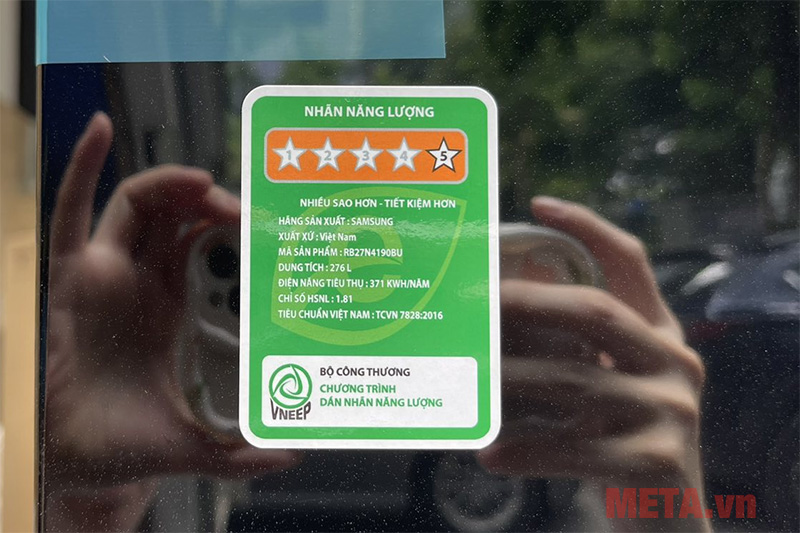 NHÃN NĂNG LƯỢNG
1 2 3 4 5
NHIỀU SAO HƠN - TIẾT KIỆM HƠN
HÃNG SẢN XUẤT : SAMSUNG
XUẤT XỨ : Việt Nam
MÃ SẢN PHẨM : RB27N4190BU
DUNG TÍCH : 276 L
ĐIỆN NĂNG TIÊU THỤ : 371 KWH/NĂM
CHỈ SỐ HSNL : 1.81
TIÊU CHUẨN VIỆT NAM : TCVN 7828:2016
BỘ CÔNG THƯƠNG
CHƯƠNG TRÌNH
DÁN NHÃN NĂNG LƯỢNG
VNEEP
META.vn